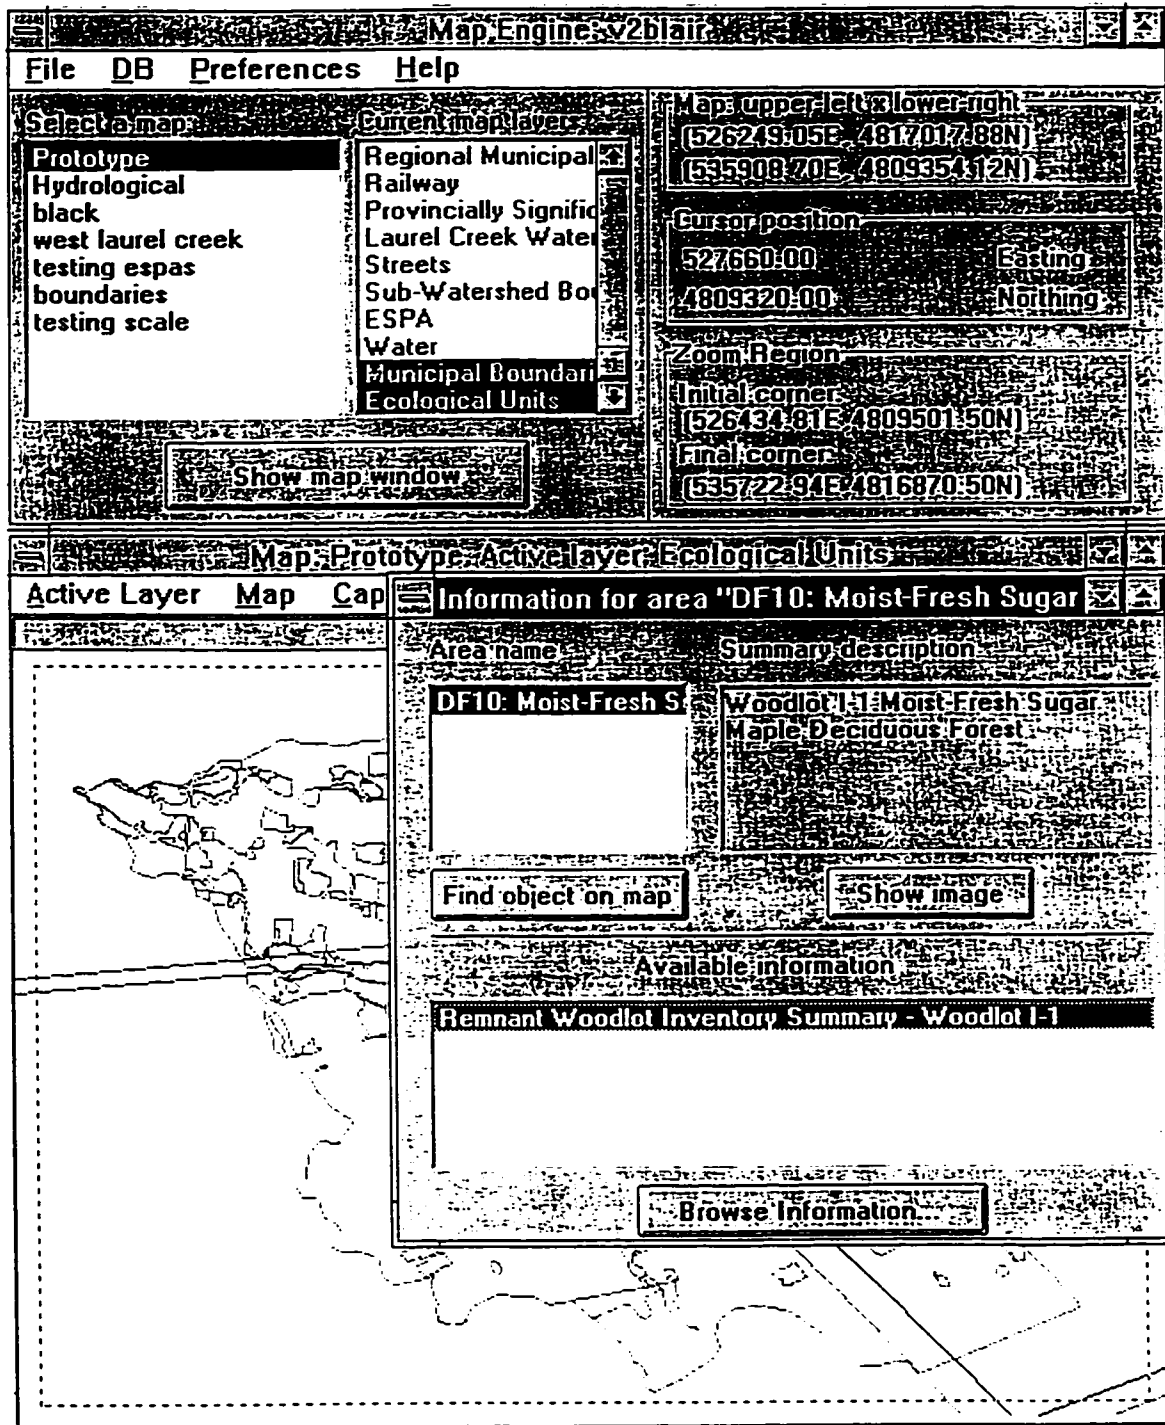 Map Engine: v2blair
File DB Preferences Help
Select a map:
Prototype
Hydrological
black
west laurel creek
testing espas
boundaries
testing scale
Current map layers:
Regional Municipal
Railway
Provincially Signific
Laurel Creek Water
Streets
Sub-Watershed Bou
ESPA
Water
Municipal Boundari
Ecological Units
Show map window
Map: (upper-left x lower-right
(526249.05E, 4817017.88N)
(535908.70E, 4809354.12N)
Cursor position
527660.00 Easting
4809320.00 Northing
Zoom Region
Initial corner
(526434.81E, 4809501.50N)
Final corner
(535722.94E, 4816870.50N)
Map: Prototype. Active layer: Ecological Units
Active Layer Map Cap
Information for area "DF10: Moist-Fresh Sugar
Area name
DF10: Moist-Fresh S
Summary description
Woodlot I-1-Moist-Fresh Sugar
Maple Deciduous Forest
Find object on map
Show image
Available information
Remnant Woodlot Inventory Summary - Woodlot I-1
Browse Information...